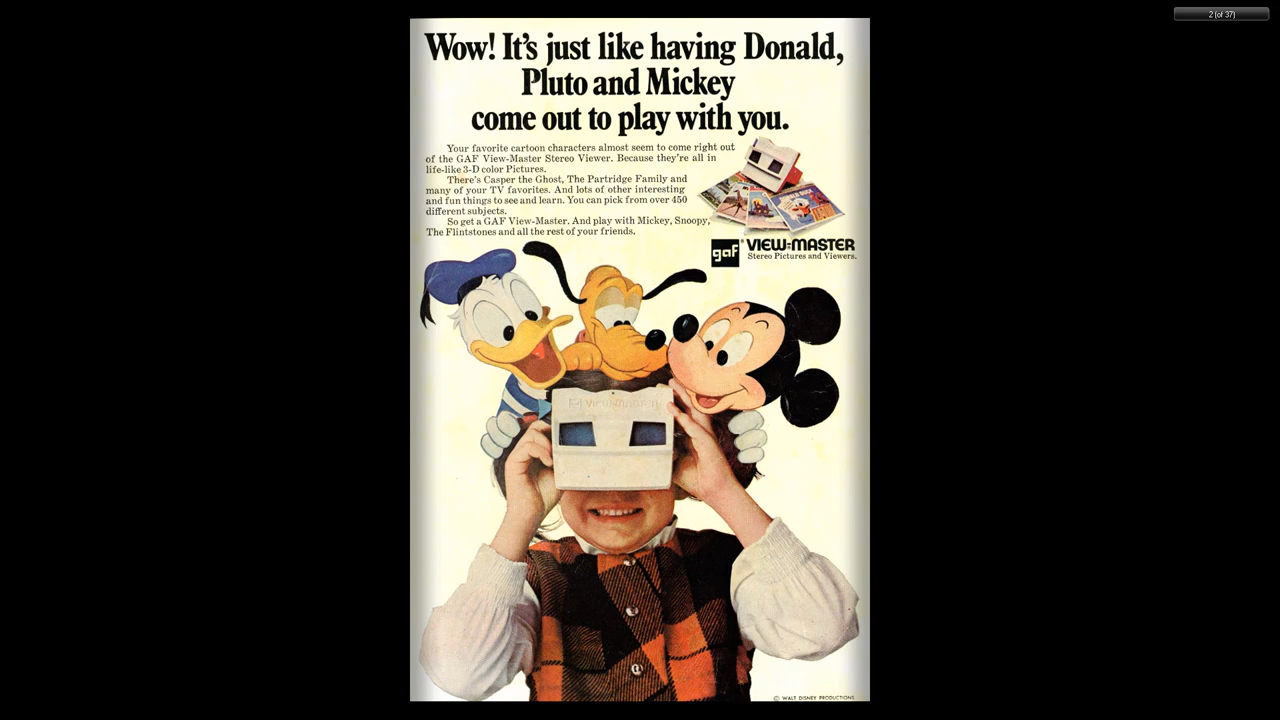 2 (of 37)
Wow! It's just like having Donald,
Pluto and Mickey
come out to play with you.
Your favorite cartoon characters almost seem to come right out
of the GAF View-Master Stereo Viewer. Because they're all in
life-like 3-D color Pictures.
There's Casper the Ghost, The Partridge Family and
many of your TV favorites. And lots of other interesting
and fun things to see and learn. You can pick from over 450
different subjects.
So get a GAF View-Master. And play with Mickey, Snoopy,
The Flintstones and all the rest of your friends.
gaf® VIEW-MASTER
Stereo Pictures and Viewers.
VIEW-MASTER
© WALT DISNEY PRODUCTIONS